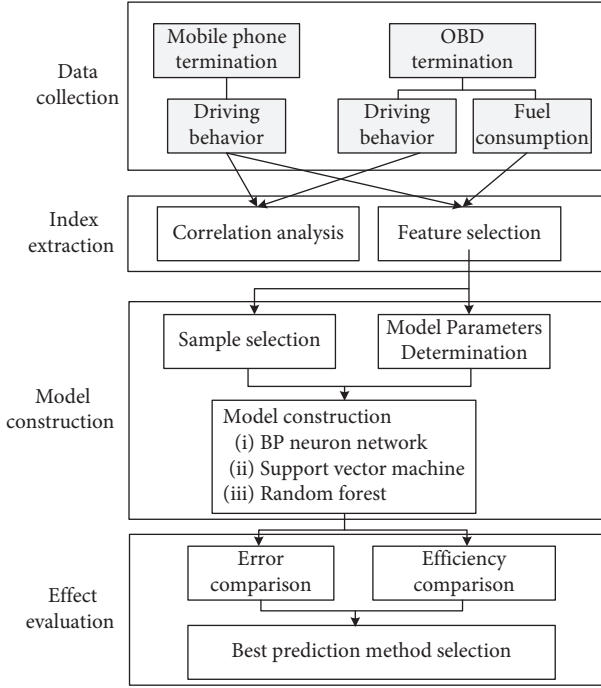 Data
collection
Mobile phone
termination
OBD
termination
Driving
behavior
Driving
behavior
Fuel
consumption
Index
extraction
Correlation analysis
Feature selection
Model
construction
Sample selection
Model Parameters
Determination
Model construction
(i) BP neuron network
(ii) Support vector machine
(iii) Random forest
Effect
evaluation
Error
comparison
Efficiency
comparison
Best prediction method selection